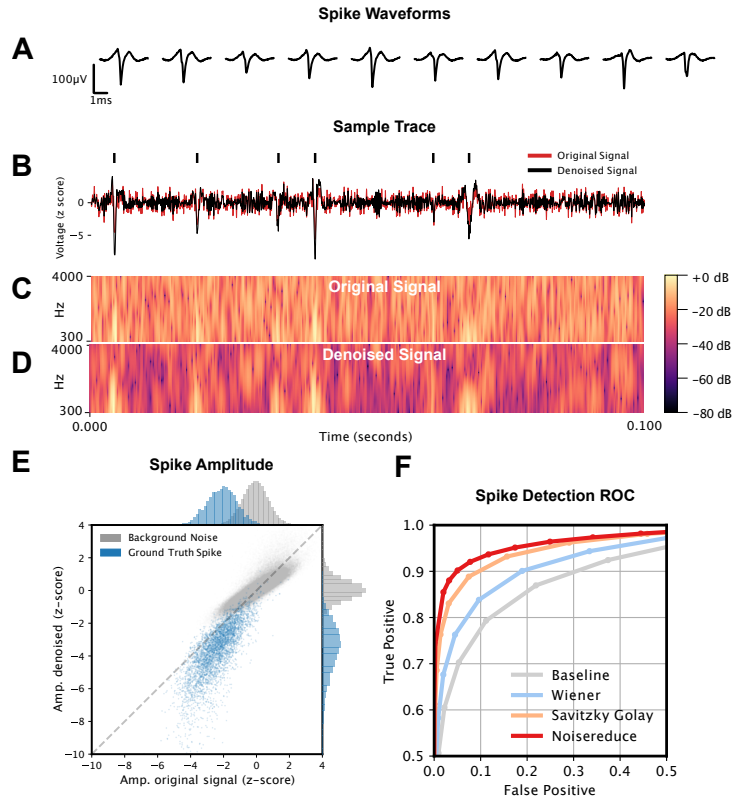 Spike Waveforms
A
100μV
1ms
Sample Trace
B
Original Signal
Denoised Signal
Voltage (z score)
0
−5
C
4000
Hz
300
Original Signal
D
4000
Hz
300
Denoised Signal
+0 dB
−20 dB
−40 dB
−60 dB
−80 dB
0.000
0.100
Time (seconds)
E
Spike Amplitude
Background Noise
Ground Truth Spike
Amp. denoised (z-score)
4
2
0
−2
−4
−6
−8
−10
−10 −8 −6 −4 −2 0 2 4
Amp. original signal (z-score)
F
Spike Detection ROC
True Positive
1.0
0.9
0.8
0.7
0.6
0.5
Baseline
Wiener
Savitzky Golay
Noisereduce
0.0 0.1 0.2 0.3 0.4 0.5
False Positive